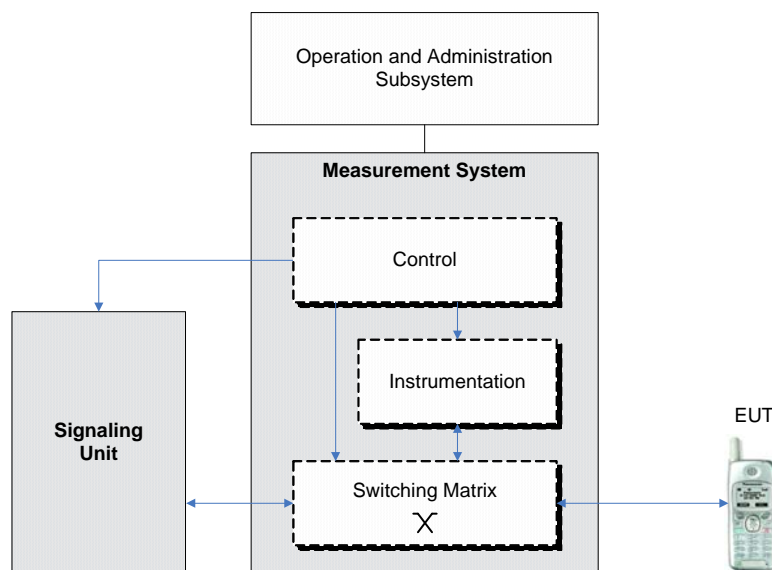 Operation and Administration
Subsystem
Measurement System
Control
Instrumentation
Signaling
Unit
Switching Matrix
EUT